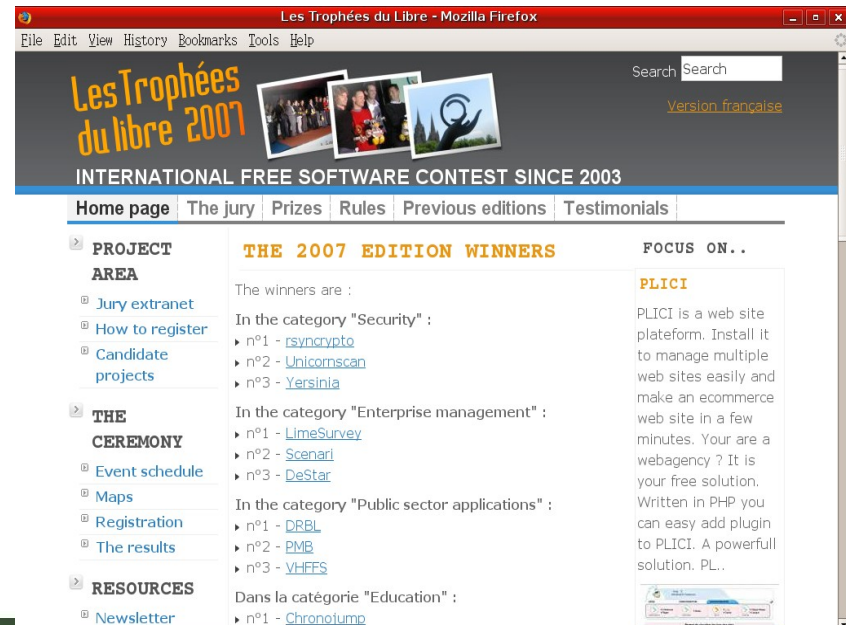 Les Trophées du Libre - Mozilla Firefox
File Edit View History Bookmarks Tools Help
Les Trophées
du libre 2007
Search Search
Version française
INTERNATIONAL FREE SOFTWARE CONTEST SINCE 2003
Home page The jury Prizes Rules Previous editions Testimonials
PROJECT
AREA
Jury extranet
How to register
Candidate
projects
THE
CEREMONY
Event schedule
Maps
Registration
The results
RESOURCES
Newsletter
THE 2007 EDITION WINNERS
The winners are :
In the category "Security" :
n°1 - rsyncrypto
n°2 - Unicornscan
n°3 - Yersinia
In the category "Enterprise management" :
n°1 - LimeSurvey
n°2 - Scenari
n°3 - DeStar
In the category "Public sector applications" :
n°1 - DRBL
n°2 - PMB
n°3 - VHFFS
Dans la catégorie "Education" :
n°1 - Chronojump
FOCUS ON..
PLICI
PLICI is a web site
plateform. Install it
to manage multiple
web sites easily and
make an ecommerce
web site in a few
minutes. Your are a
webagency ? It is
your free solution.
Written in PHP you
can easy add plugin
to PLICI. A powerfull
solution. PL..